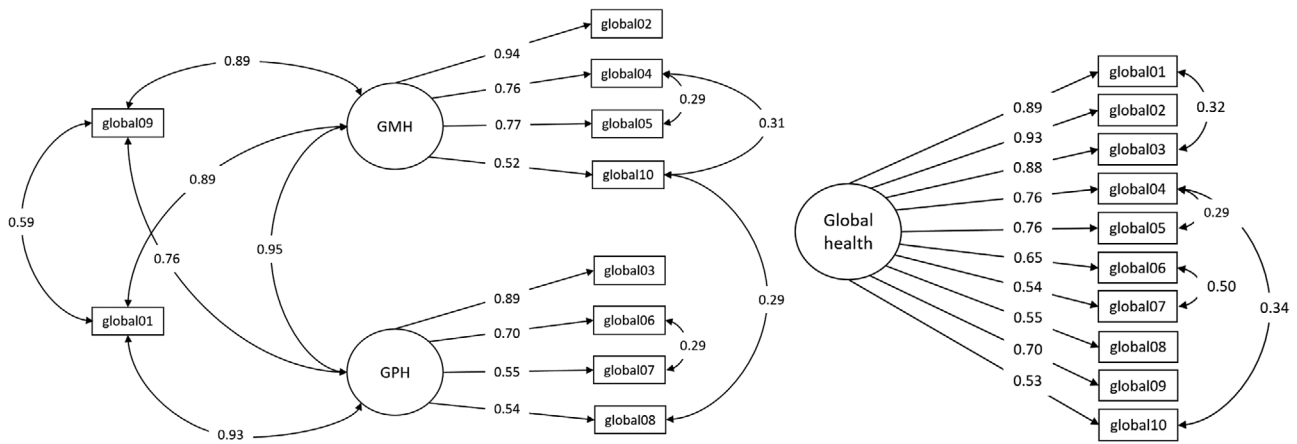 global09
global01
0.59
0.89
0.89
0.76
0.93
0.95
GMH
0.94
0.76
0.77
0.52
global02
global04
global05
global10
0.29
0.31
GPH
0.89
0.70
0.55
0.54
global03
global06
global07
global08
0.29
0.29
Global
health
0.89
0.93
0.88
0.76
0.76
0.65
0.54
0.55
0.70
0.53
global01
global02
global03
global04
global05
global06
global07
global08
global09
global10
0.32
0.29
0.50
0.34